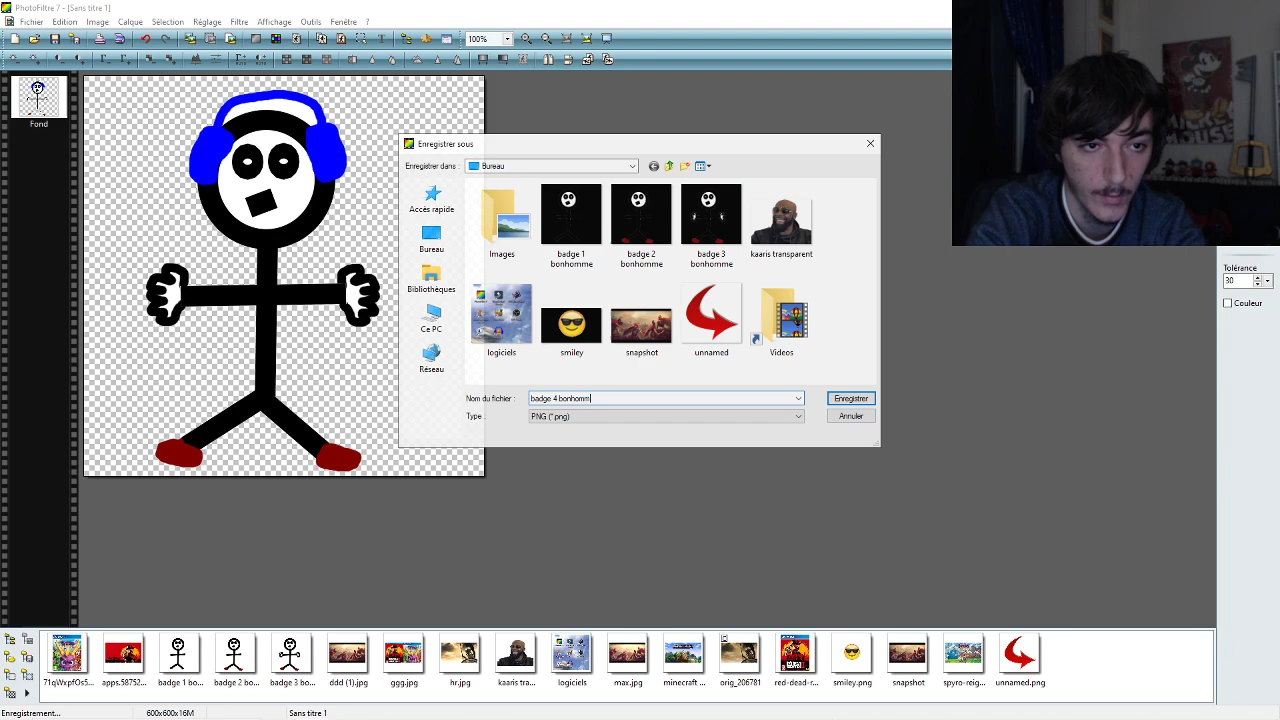 PhotoFiltre 7 - [Sans titre 1]
Fichier Edition Image Calque Sélection Réglage Filtre Affichage Outils Fenêtre ?
100%
Fond
Enregistrer sous
Enregistrer dans : Bureau
Accès rapide
Bureau
Bibliothèques
Ce PC
Réseau
Images
badge 1 bonhomme
badge 2 bonhomme
badge 3 bonhomme
kaaris transparent
logiciels
smiley
snapshot
unnamed
Videos
Nom du fichier : badge 4 bonhomm
Enregistrer
Type : PNG (*.png)
Annuler
MOUSE
Tolérance
30
Couleur
71qWxpfOs5...
apps.58752...
badge 1 bo...
badge 2 bo...
badge 3 bo...
ddd (1).jpg
ggg.jpg
hr.jpg
kaaris tra...
logiciels
max.jpg
minecraft ...
orig_206781
red-dead-r...
smiley.png
snapshot
spyro-reig...
unnamed.png
Enregistrement... 600x600x16M Sans titre 1